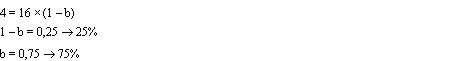 4 = 16 × (1 – b)
1 – b = 0,25 → 25%
b = 0,75 → 75%